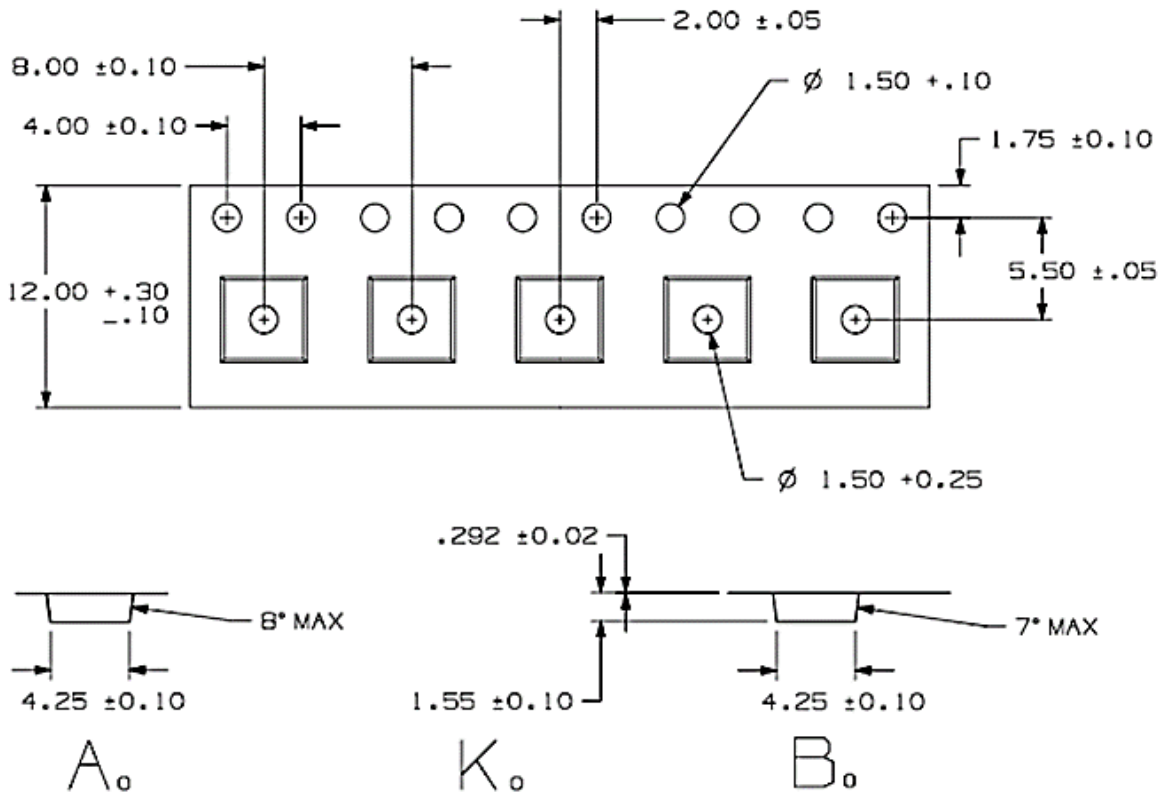 2.00 ±.05
8.00 ±0.10
Ø 1.50 +.10
4.00 ±0.10
1.75 ±0.10
12.00 +.30
-.10
5.50 ±.05
Ø 1.50 +0.25
.292 ±0.02
8° MAX
7° MAX
4.25 ±0.10
1.55 ±0.10
4.25 ±0.10
Ao
Ko
Bo